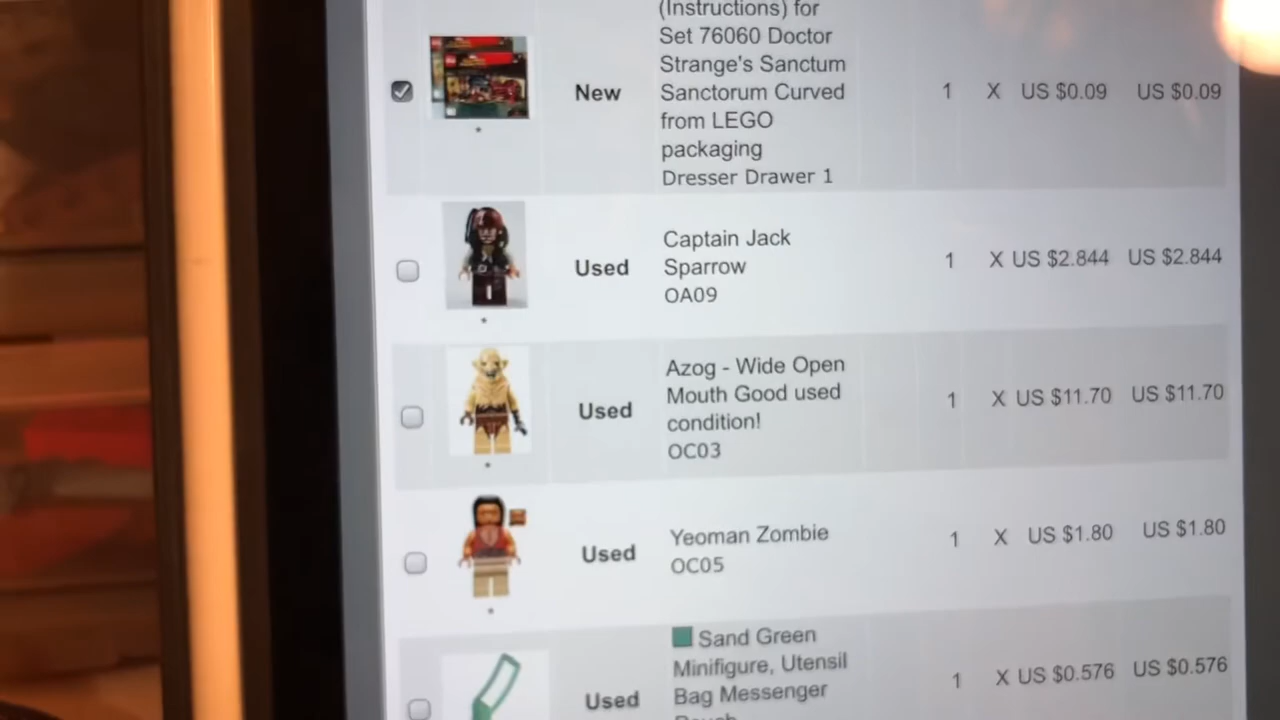 (Instructions) for
Set 76060 Doctor
Strange's Sanctum
New Sanctorum Curved 1 X US $0.09 US $0.09
from LEGO
packaging
Dresser Drawer 1
Captain Jack
Used Sparrow 1 X US $2.844 US $2.844
OA09
Azog - Wide Open
Mouth Good used 1 X US $11.70 US $11.70
Used condition!
OC03
Yeoman Zombie 1 X US $1.80 US $1.80
Used OC05
Sand Green
Minifigure, Utensil 1 X US $0.576 US $0.576
Used Bag Messenger